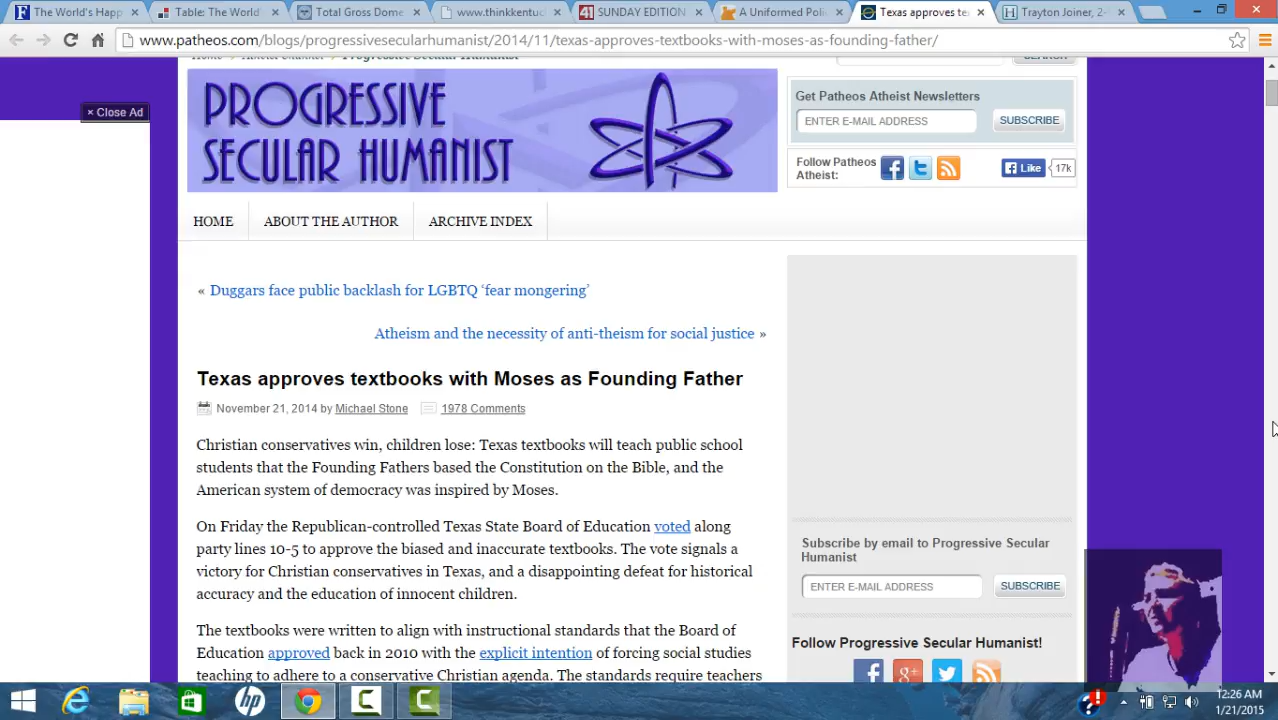 The World's Happ
Table: The World'
Total Gross Dome
www.thinkkentuck
SUNDAY EDITION
A Uniformed Poli
Texas approves te
Trayton Joiner, 2-
www.patheos.com/blogs/progressivesecularhumanist/2014/11/texas-approves-textbooks-with-moses-as-founding-father/
Progressive Secular Humanist
SEARCH
× Close Ad
PROGRESSIVE
SECULAR HUMANIST
Get Patheos Atheist Newsletters
ENTER E-MAIL ADDRESS
SUBSCRIBE
Follow Patheos
Atheist:
Like
17k
HOME
ABOUT THE AUTHOR
ARCHIVE INDEX
« Duggars face public backlash for LGBTQ ‘fear mongering’
Atheism and the necessity of anti-theism for social justice »
Texas approves textbooks with Moses as Founding Father
November 21, 2014 by Michael Stone
1978 Comments
Christian conservatives win, children lose: Texas textbooks will teach public school
students that the Founding Fathers based the Constitution on the Bible, and the
American system of democracy was inspired by Moses.
On Friday the Republican-controlled Texas State Board of Education voted along
party lines 10-5 to approve the biased and inaccurate textbooks. The vote signals a
victory for Christian conservatives in Texas, and a disappointing defeat for historical
accuracy and the education of innocent children.
The textbooks were written to align with instructional standards that the Board of
Education approved back in 2010 with the explicit intention of forcing social studies
teaching to adhere to a conservative Christian agenda. The standards require teachers
Subscribe by email to Progressive Secular
Humanist
ENTER E-MAIL ADDRESS
SUBSCRIBE
Follow Progressive Secular Humanist!
12:26 AM
1/21/2015